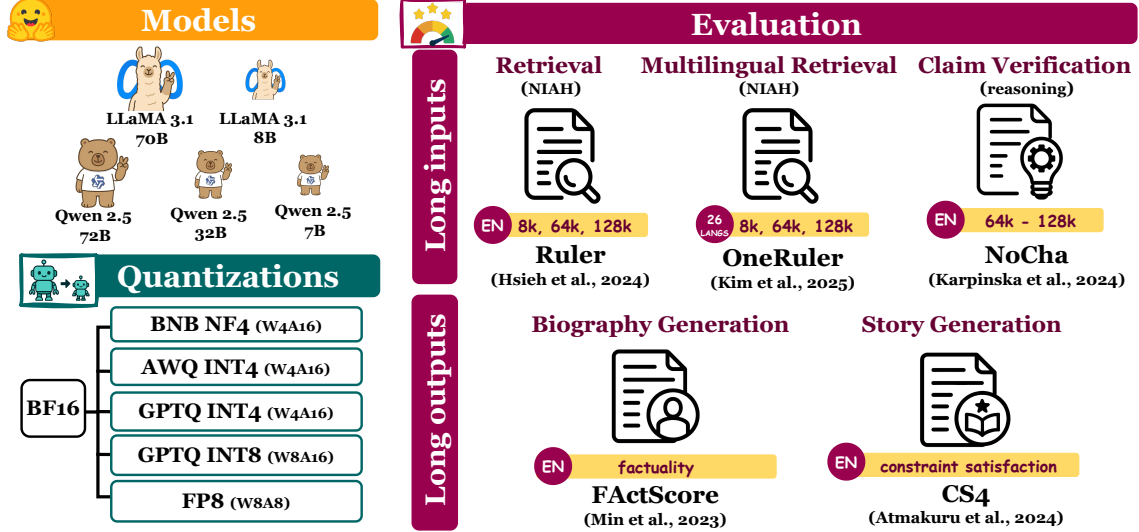 Models
LLaMA 3.1
70B
LLaMA 3.1
8B
Qwen 2.5
72B
Qwen 2.5
32B
Qwen 2.5
7B
Quantizations
BF16
BNB NF4 (W4A16)
AWQ INT4 (W4A16)
GPTQ INT4 (W4A16)
GPTQ INT8 (W8A16)
FP8 (W8A8)
Evaluation
Long inputs
Retrieval
(NIAH)
EN 8k, 64k, 128k
Ruler
(Hsieh et al., 2024)
Multilingual Retrieval
(NIAH)
26
LANGS
8k, 64k, 128k
OneRuler
(Kim et al., 2025)
Claim Verification
(reasoning)
EN 64k - 128k
NoCha
(Karpinska et al., 2024)
Long outputs
Biography Generation
EN factuality
FActScore
(Min et al., 2023)
Story Generation
EN constraint satisfaction
CS4
(Atmakuru et al., 2024)